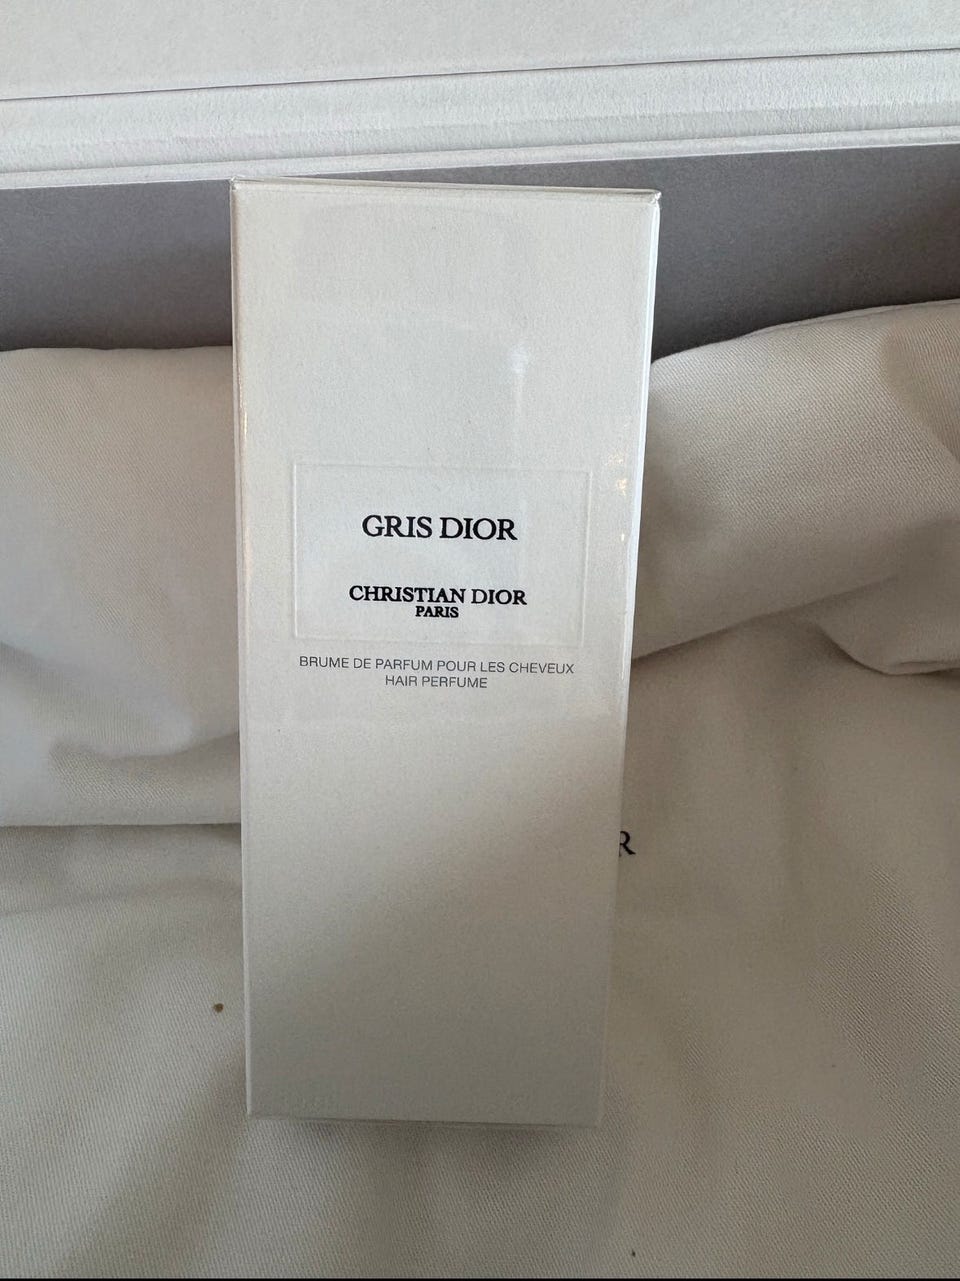 GRIS DIOR
CHRISTIAN DIOR
PARIS
BRUME DE PARFUM POUR LES CHEVEUX
HAIR PERFUME
R